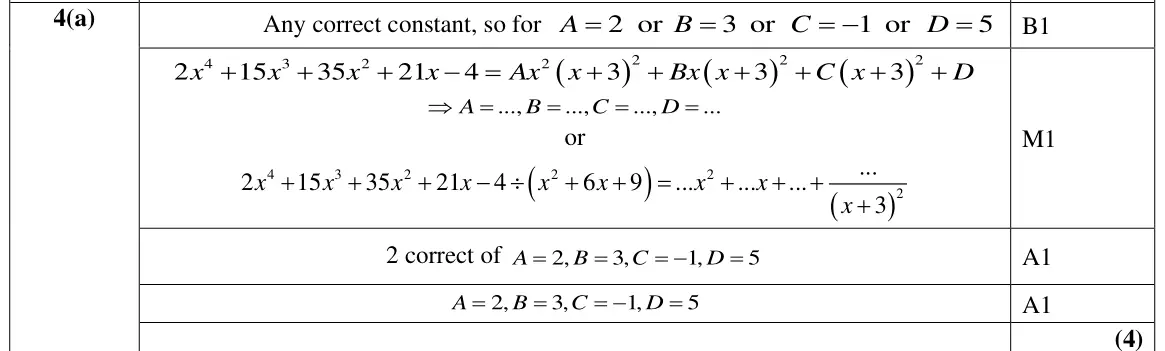 4(a) Any correct constant, so for A = 2 or B = 3 or C = −1 or D = 5 B1
2x⁴ + 15x³ + 35x² + 21x − 4 = Ax²(x + 3)² + Bx(x + 3)² + C(x + 3)² + D
⇒ A = ..., B = ..., C = ..., D = ...
or
M1
2x⁴ + 15x³ + 35x² + 21x − 4 ÷ (x² + 6x + 9) = ...x² + ...x + ... + .../(x + 3)²
2 correct of A = 2, B = 3, C = −1, D = 5 A1
A = 2, B = 3, C = −1, D = 5 A1
(4)